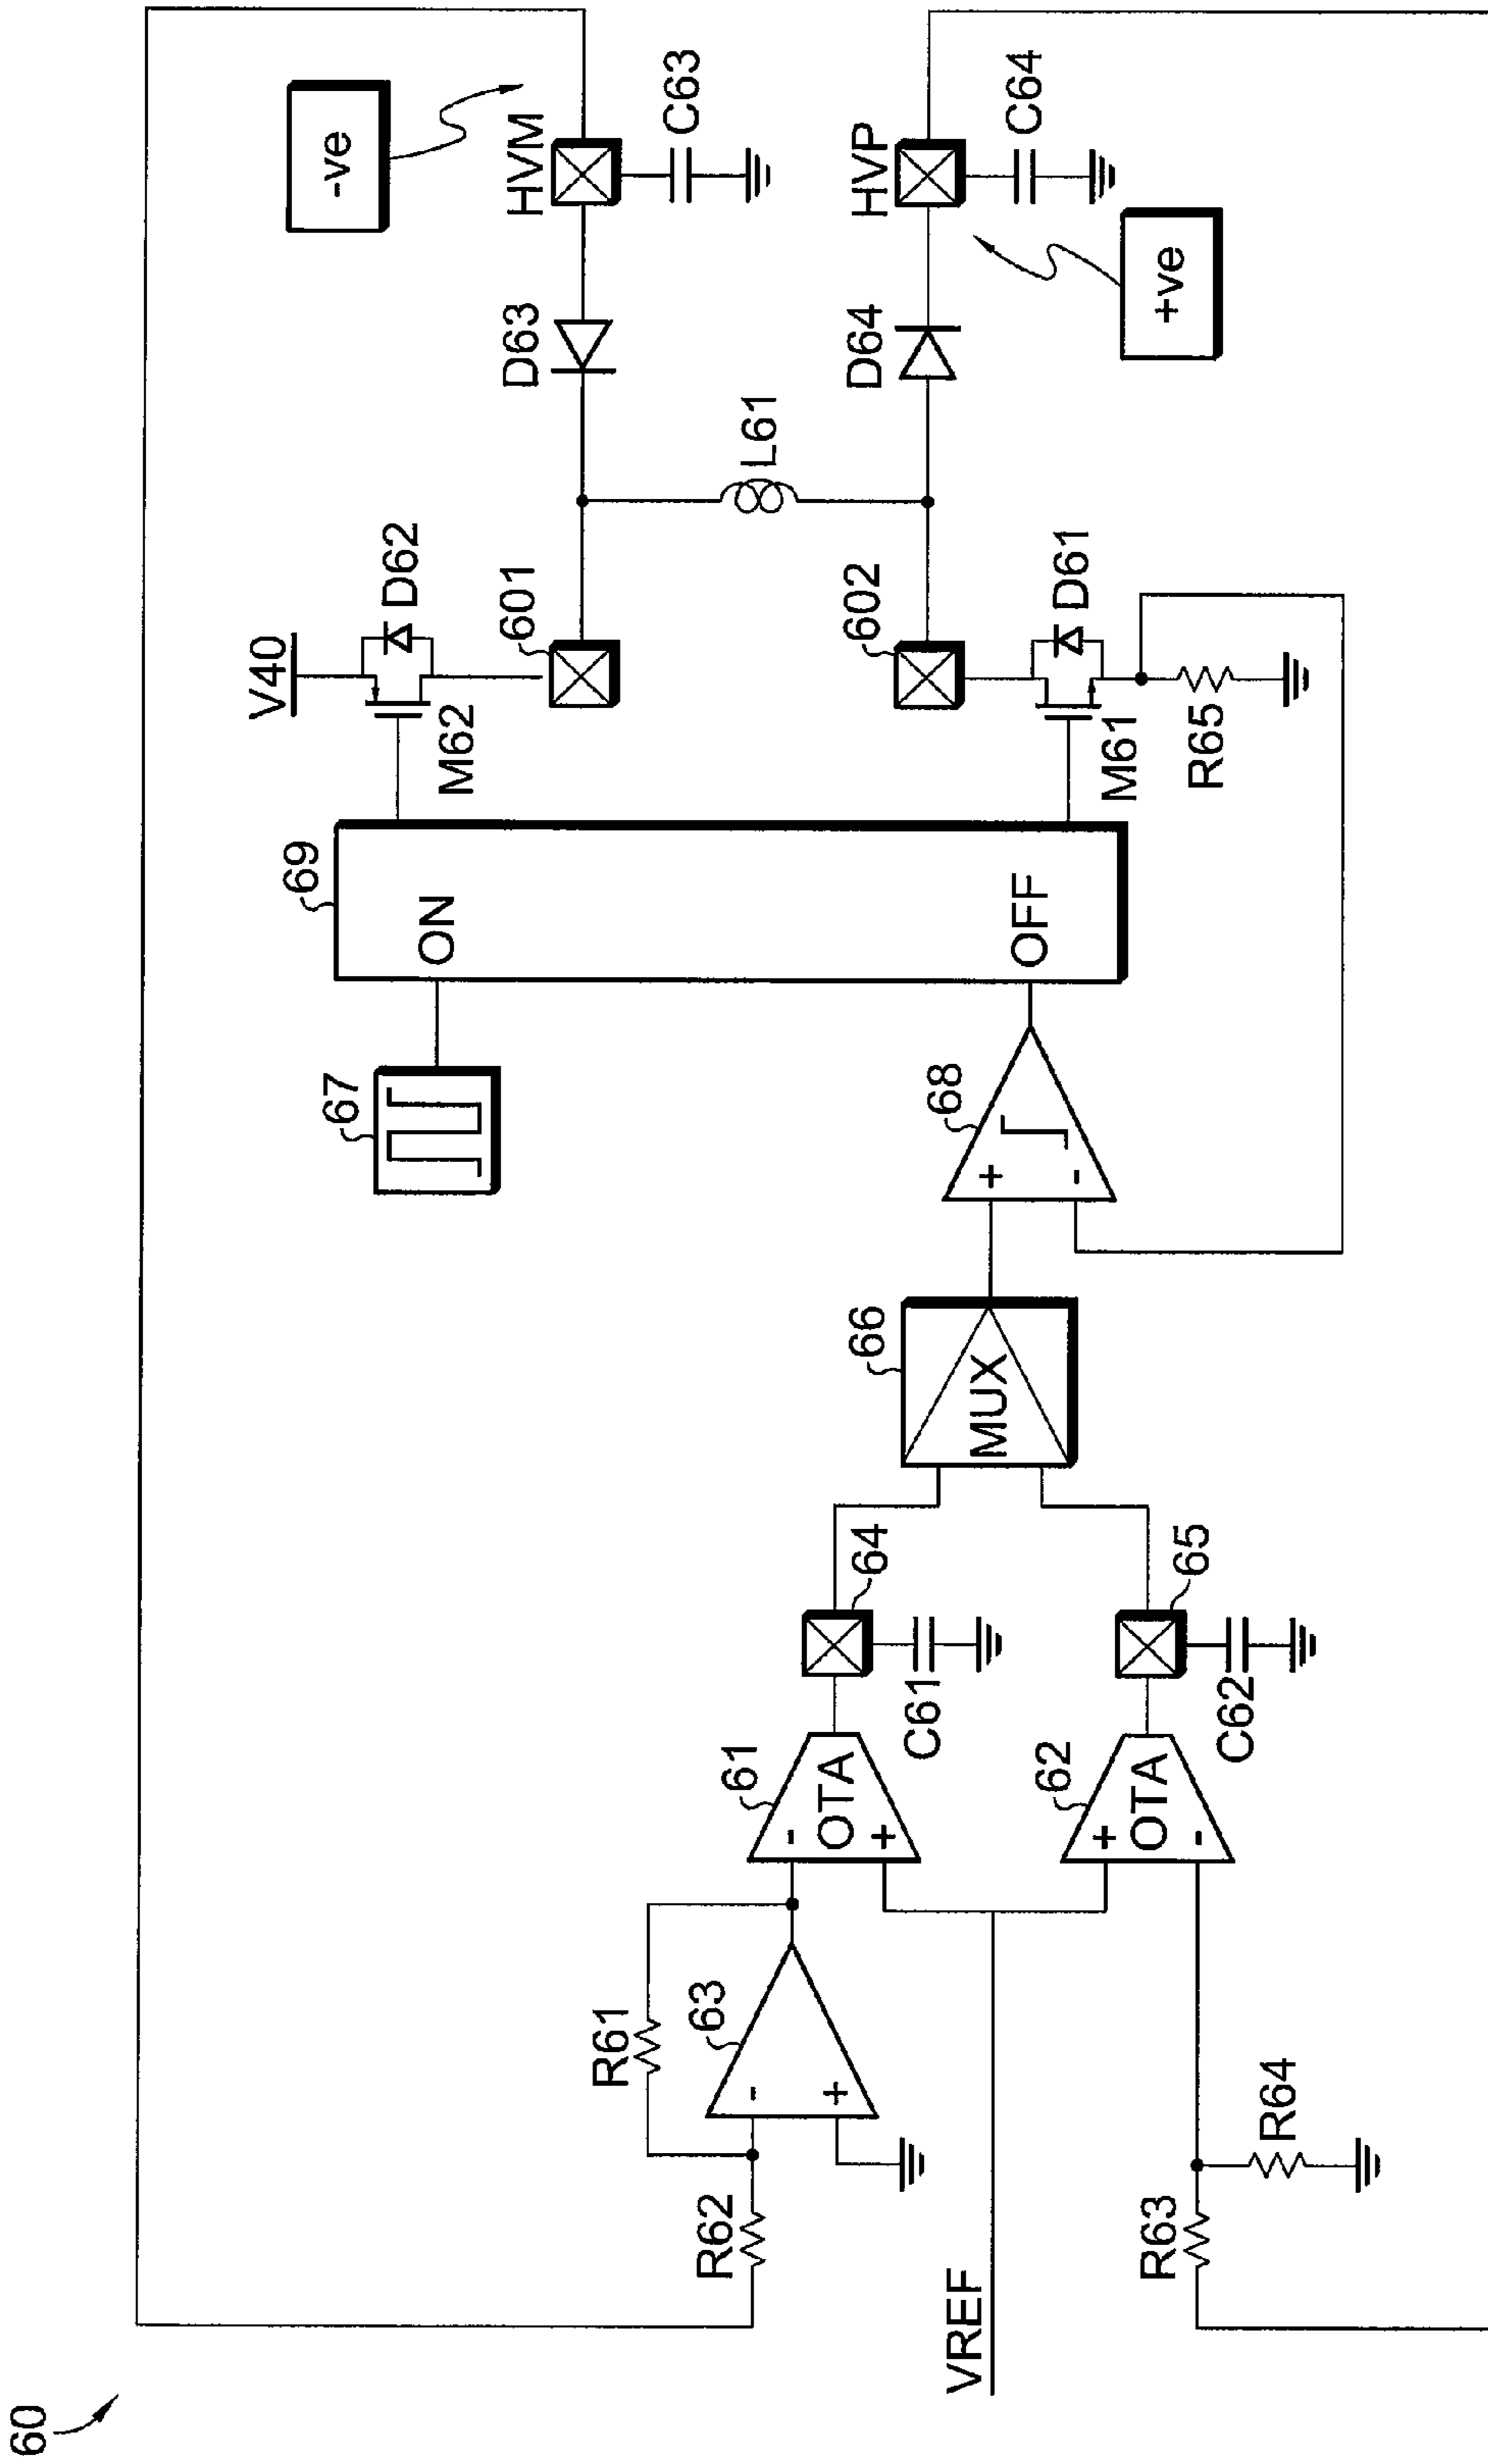 60
-ve
HVM
C63
D63
V40
D62
M62
601
L61
HVP
C64
+ve
D64
602
D61
M61
R65
69
ON
OFF
67
68
+
-
66
MUX
64
C61
65
C62
61
-
OTA
+
62
+
OTA
-
R61
63
-
+
R62
VREF
R63
R64